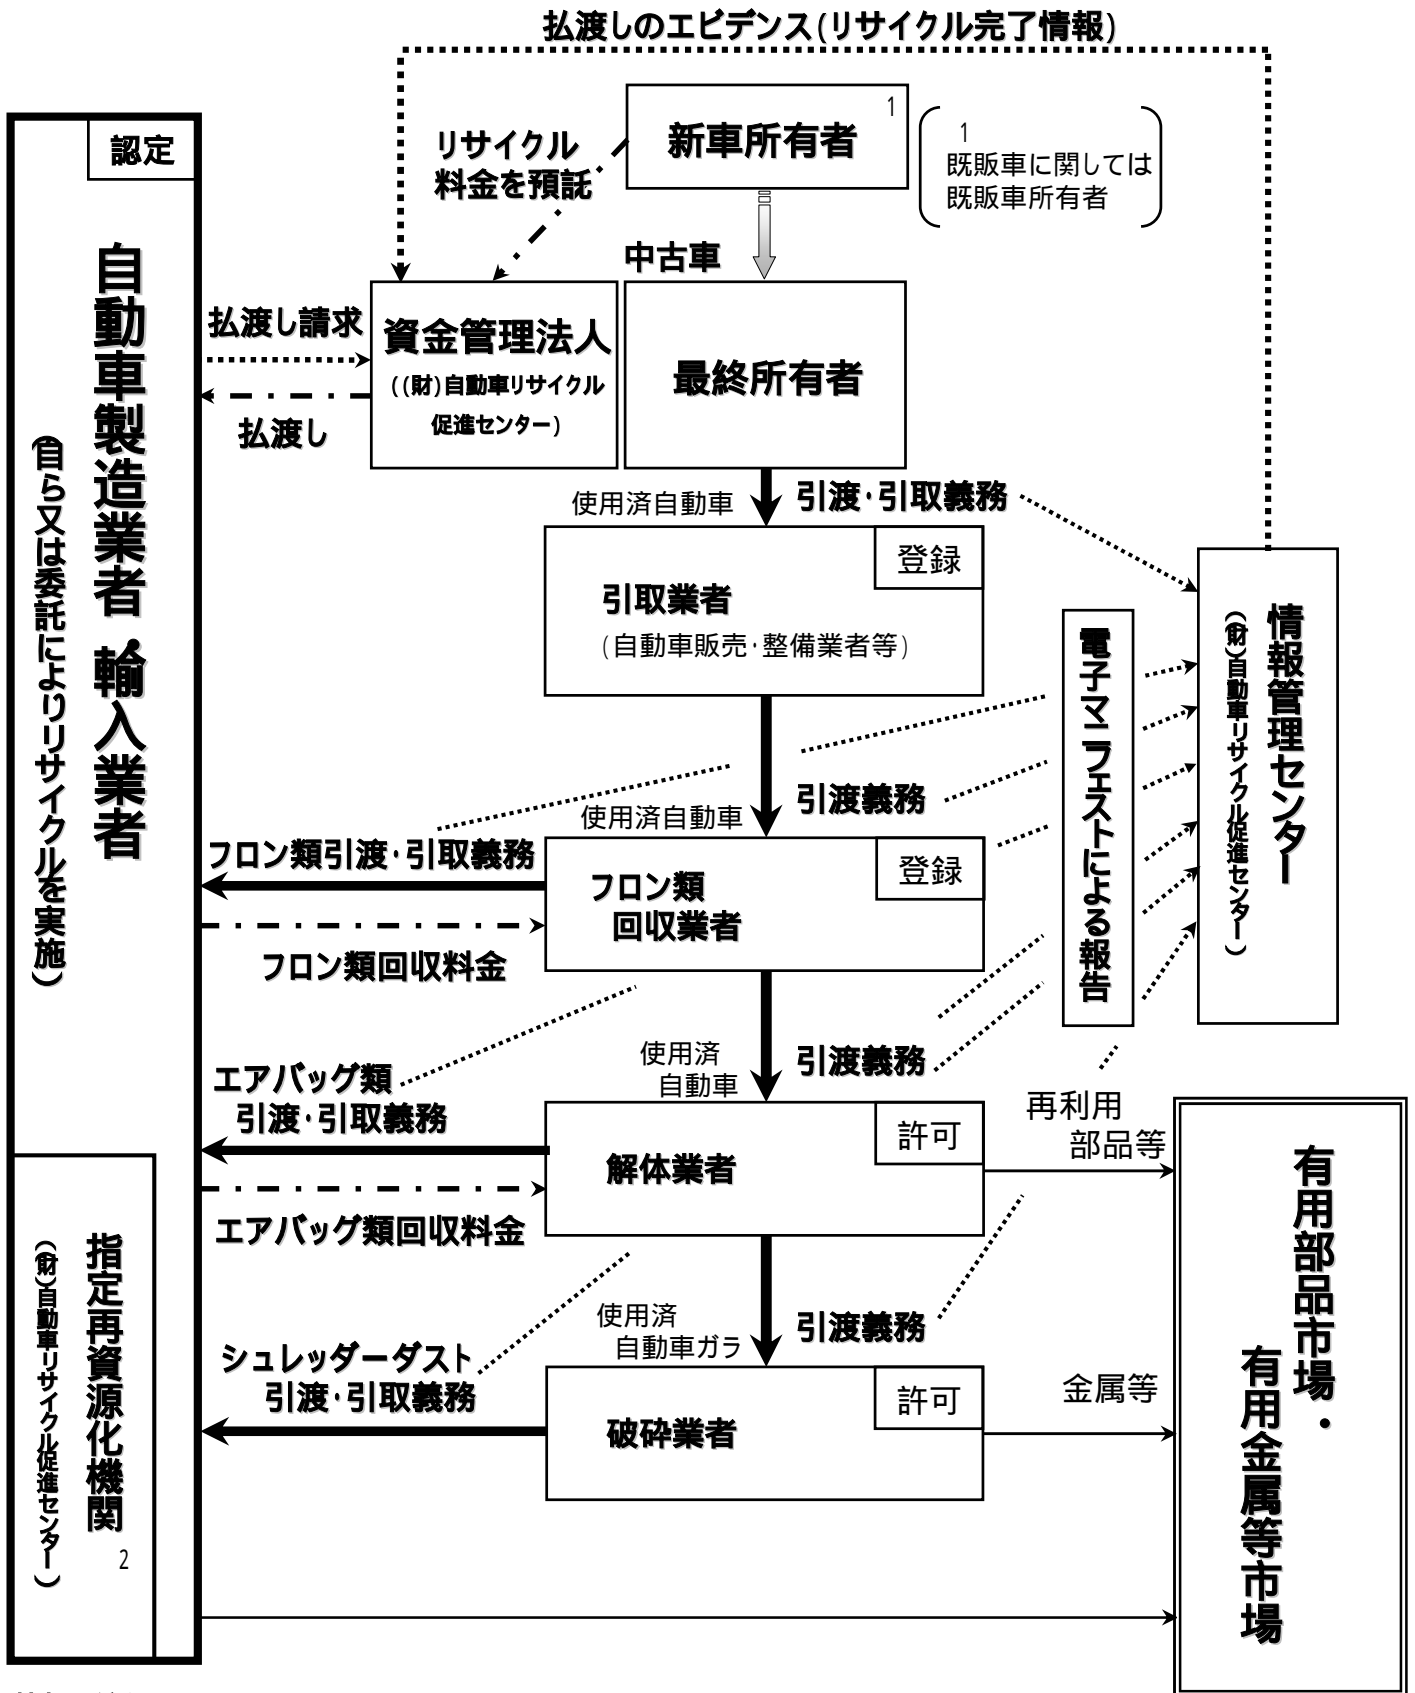 払渡しのエビデンス(リサイクル完了情報)
新車所有者
1
1
既販車に関しては
既販車所有者
リサイクル
料金を預託
認定
自動車製造業者・輸入業者
(自ら又は委託によりリサイクルを実施)
中古車
払渡し請求
払渡し
資金管理法人
((財)自動車リサイクル
促進センター)
最終所有者
使用済自動車
引渡・引取義務
登録
引取業者
(自動車販売・整備業者等)
電子マニフェストによる報告
情報管理センター
((財)自動車リサイクル促進センター)
使用済自動車
引渡義務
フロン類引渡・引取義務
登録
フロン類
回収業者
フロン類回収料金
使用済
自動車
引渡義務
エアバッグ類
引渡・引取義務
許可
解体業者
エアバッグ類回収料金
再利用
部品等
有用部品市場・
有用金属等市場
指定再資源化機関
2
((財)自動車リサイクル促進センター)
使用済
自動車ガラ
引渡義務
シュレッダーダスト
引渡・引取義務
許可
破砕業者
金属等